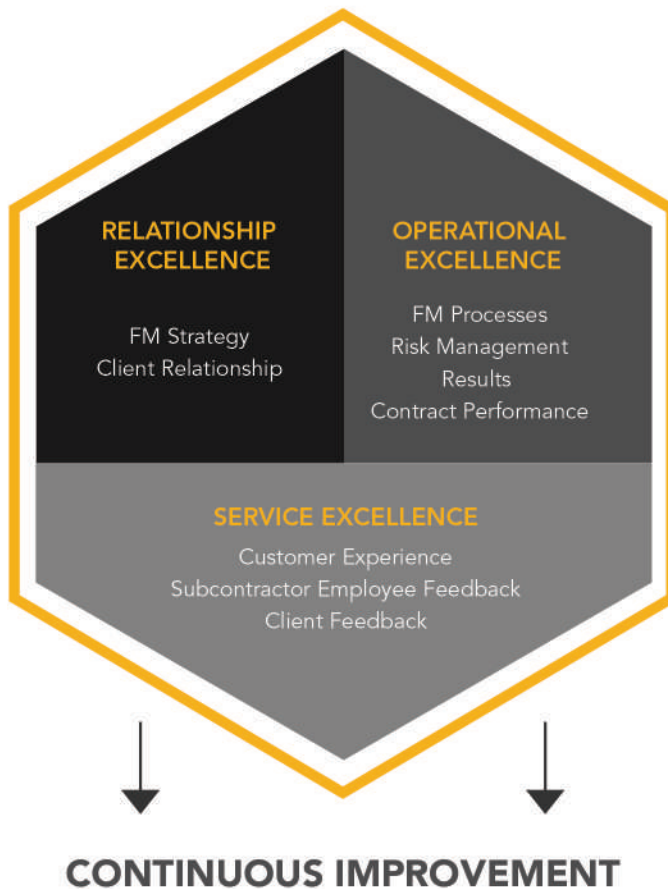 RELATIONSHIP
EXCELLENCE
FM Strategy
Client Relationship
OPERATIONAL
EXCELLENCE
FM Processes
Risk Management
Results
Contract Performance
SERVICE EXCELLENCE
Customer Experience
Subcontractor Employee Feedback
Client Feedback
CONTINUOUS IMPROVEMENT